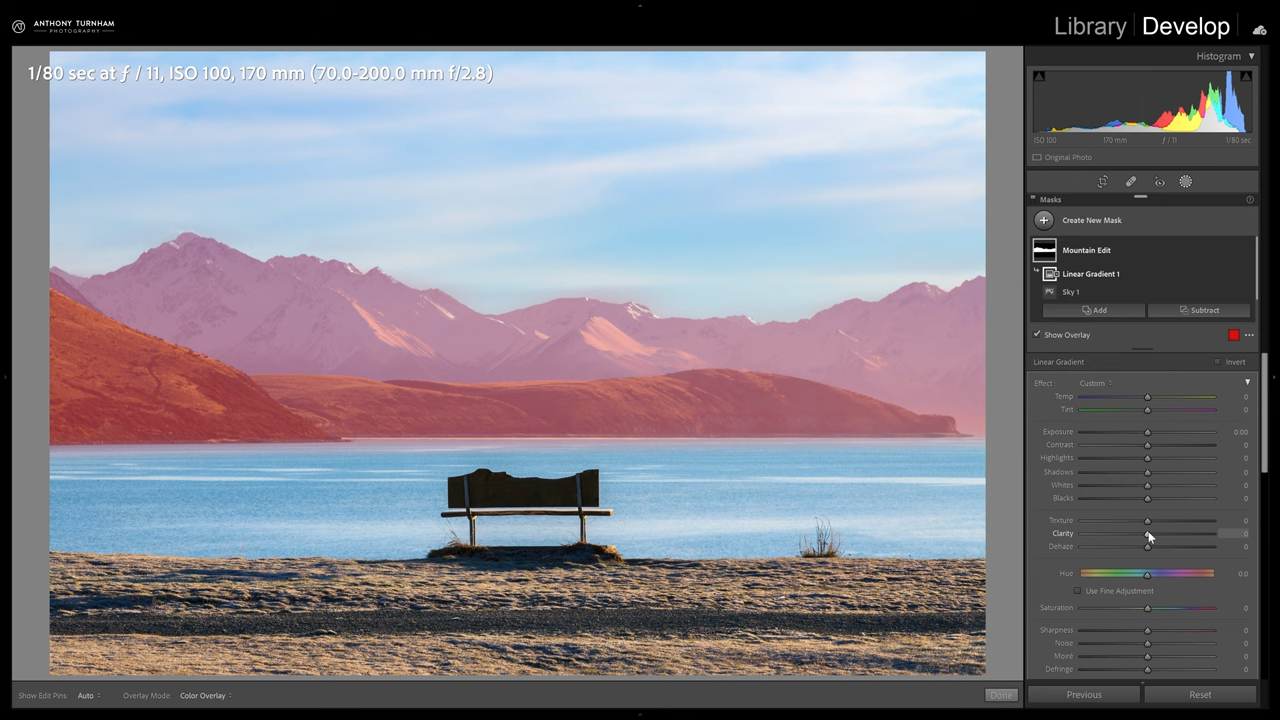 ANTHONY TURNHAM
PHOTOGRAPHY
Library Develop
Histogram
1/80 sec at ƒ / 11, ISO 100, 170 mm (70.0-200.0 mm f/2.8)
ISO 100 170 mm ƒ / 11 1/80 sec
Original Photo
Masks
Create New Mask
Mountain Edit
Linear Gradient 1
Sky 1
Add Subtract
Show Overlay
Linear Gradient Invert
Effect : Custom
Temp 0
Tint 0
Exposure 0.00
Contrast 0
Highlights 0
Shadows 0
Whites 0
Blacks 0
Texture 0
Clarity 0
Dehaze 0
Hue 0.0
Use Fine Adjustment
Saturation 0
Sharpness 0
Noise 0
Moiré 0
Defringe 0
Show Edit Pins: Auto Overlay Mode: Color Overlay Done
Previous Reset